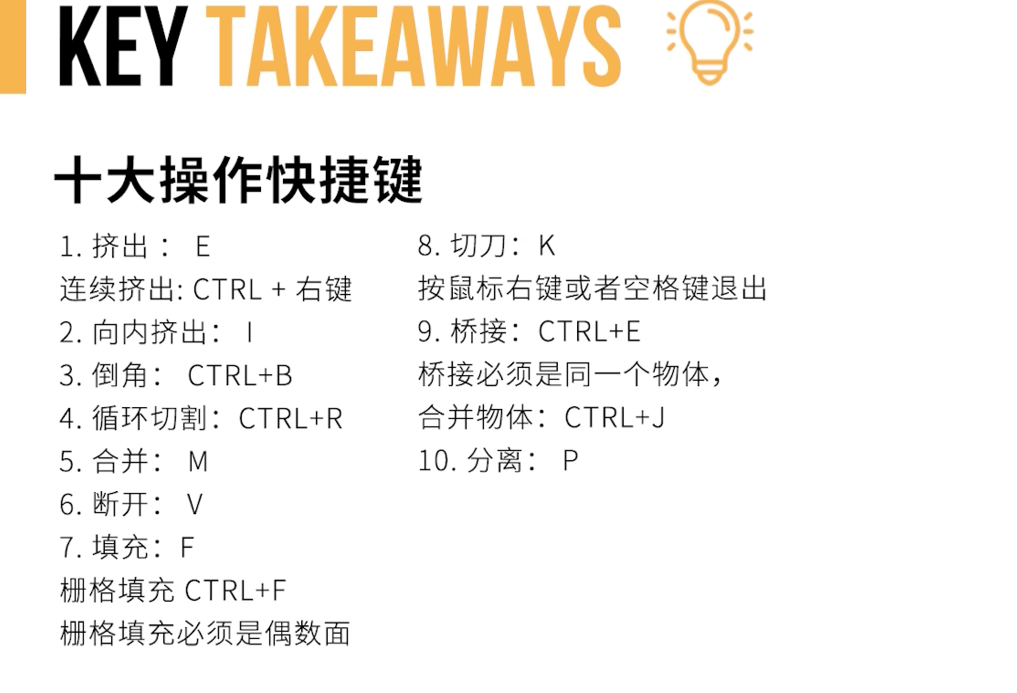 KEY TAKEAWAYS
十大操作快捷键
1. 挤出： E
连续挤出: CTRL + 右键
2. 向内挤出： I
3. 倒角： CTRL+B
4. 循环切割：CTRL+R
5. 合并： M
6. 断开： V
7. 填充：F
栅格填充 CTRL+F
栅格填充必须是偶数面
8. 切刀：K
按鼠标右键或者空格键退出
9. 桥接：CTRL+E
桥接必须是同一个物体，
合并物体：CTRL+J
10. 分离： P